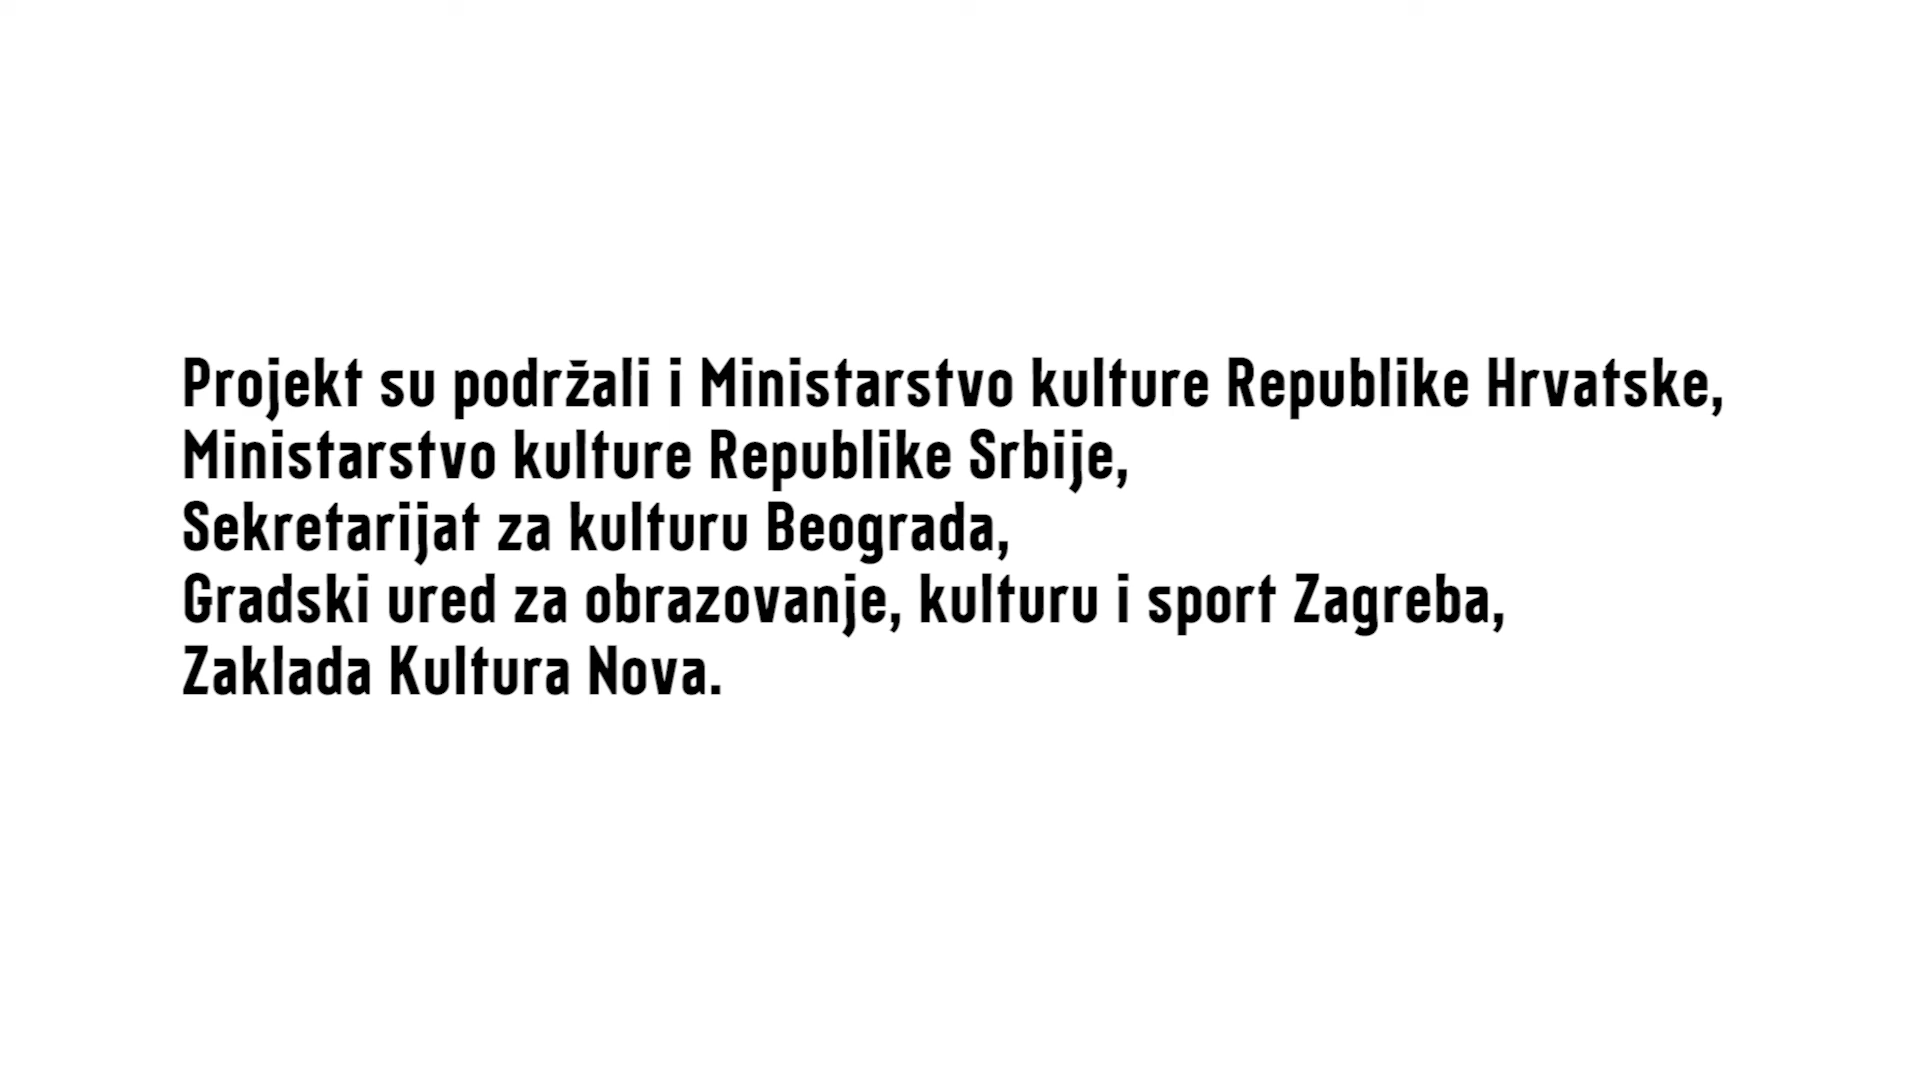 Projekt su podržali i Ministarstvo kulture Republike Hrvatske,
Ministarstvo kulture Republike Srbije,
Sekretarijat za kulturu Beograda,
Gradski ured za obrazovanje, kulturu i sport Zagreba,
Zaklada Kultura Nova.